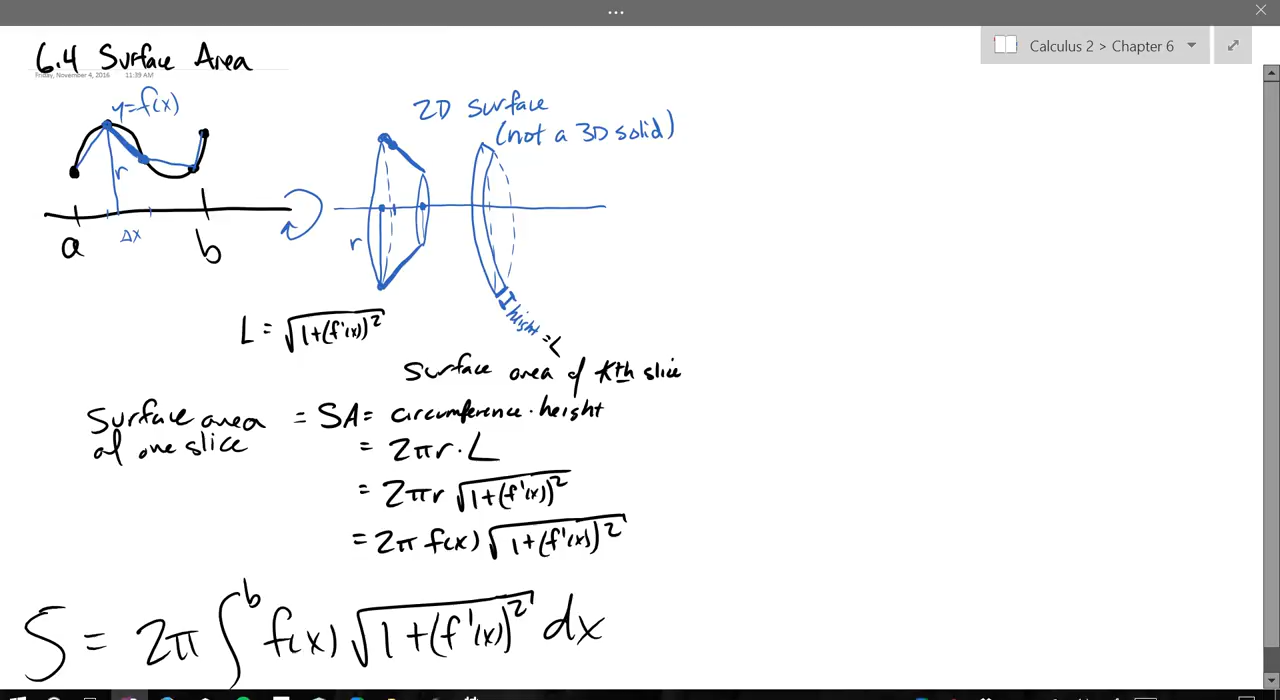 ...
Calculus 2 > Chapter 6
6.4 Surface Area
Friday, November 4, 2016 11:39 AM
y=f(x)
2D surface
(not a 3D solid)
r
r
Δx
a
b
height = L
L = √(1+(f'(x))²)
Surface area of kth slice
Surface area of one slice = SA = circumference · height
= 2πr · L
= 2πr √(1+(f'(x))²)
= 2π f(x) √(1+(f'(x))²)
S = 2π ∫ᵇ f(x) √(1+(f'(x))²) dx